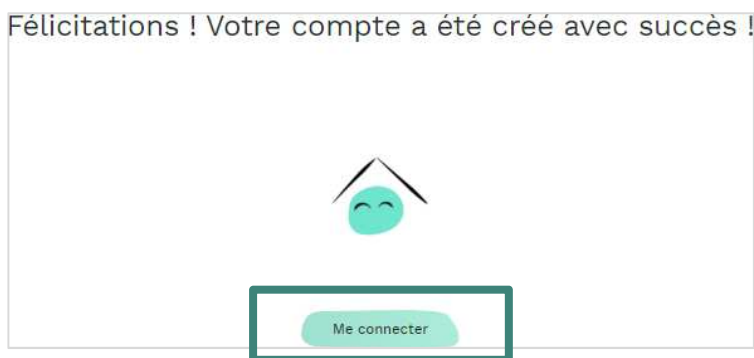 Félicitations ! Votre compte a été créé avec succès !
Me connecter